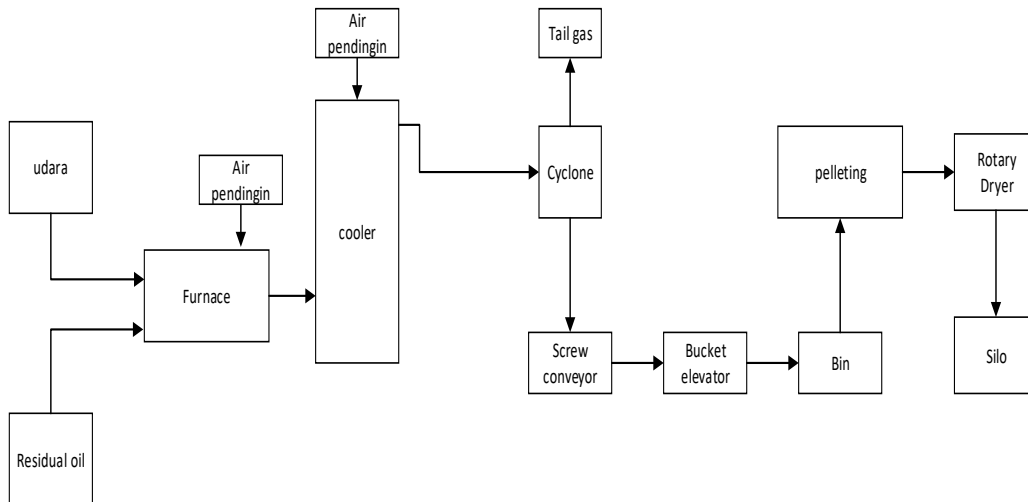 Air
pendingin
Tail gas
udara
Air
pendingin
cooler
Cyclone
pelleting
Rotary
Dryer
Furnace
Screw
conveyor
Bucket
elevator
Bin
Silo
Residual oil